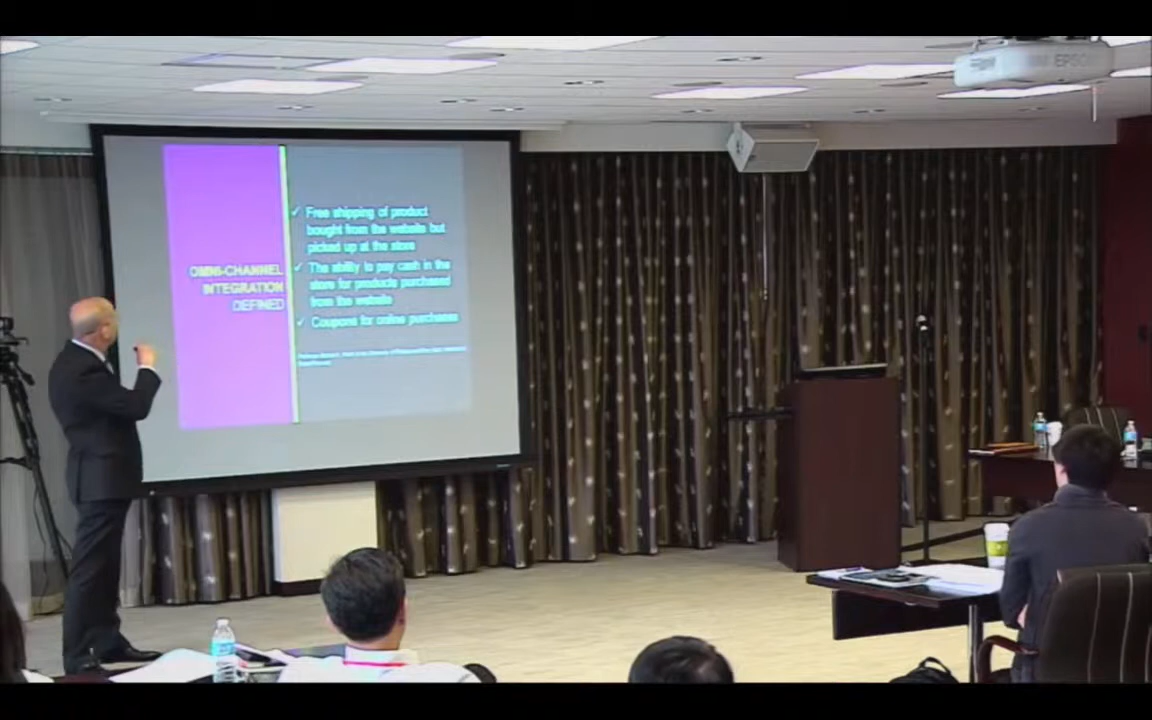 EPSON
OMNI-CHANNEL
INTEGRATION
DEFINED
✓ Free shipping of product
bought from the website but
picked up at the store
✓ The ability to pay cash in the
store for products purchased
from the website
✓ Coupons for online purchases